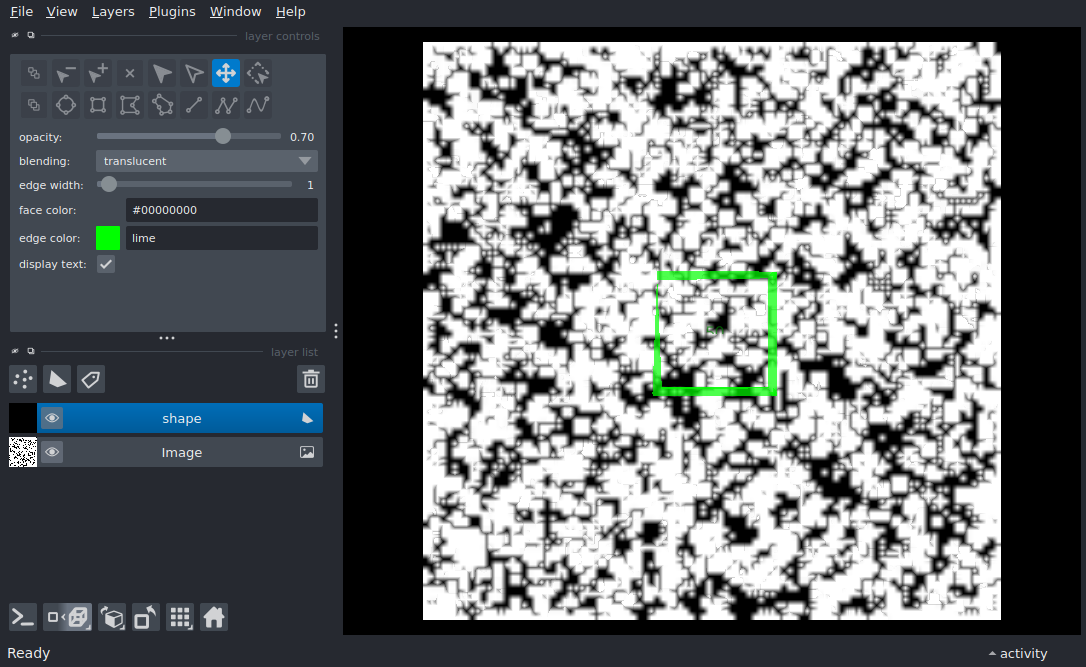 File View Layers Plugins Window Help
layer controls
opacity: 0.70
blending: translucent
edge width: 1
face color: #00000000
edge color: lime
display text:
layer list
shape
Image
Ready
activity